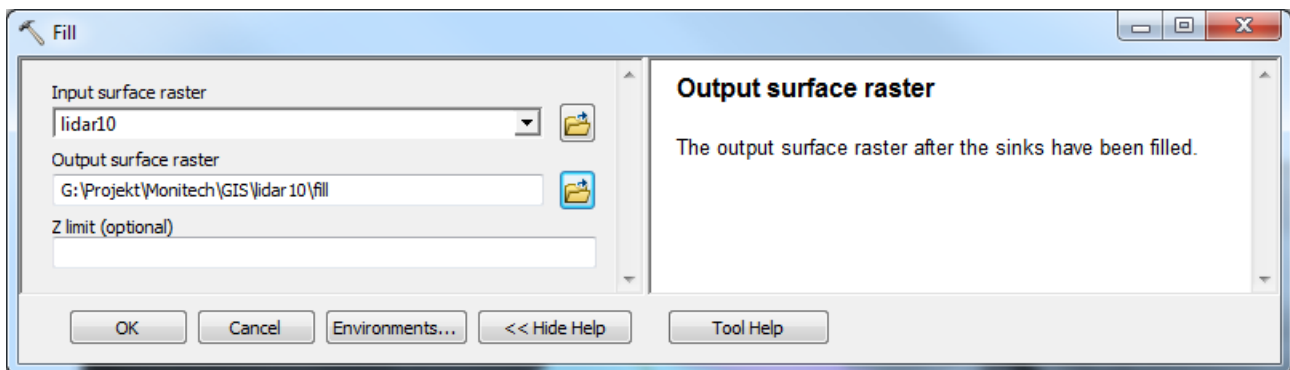 Fill
Input surface raster
lidar10
Output surface raster
G:\Projekt\Monitech\GIS\lidar10\fill
Z limit (optional)
OK
Cancel
Environments...
<< Hide Help
Output surface raster
The output surface raster after the sinks have been filled.
Tool Help